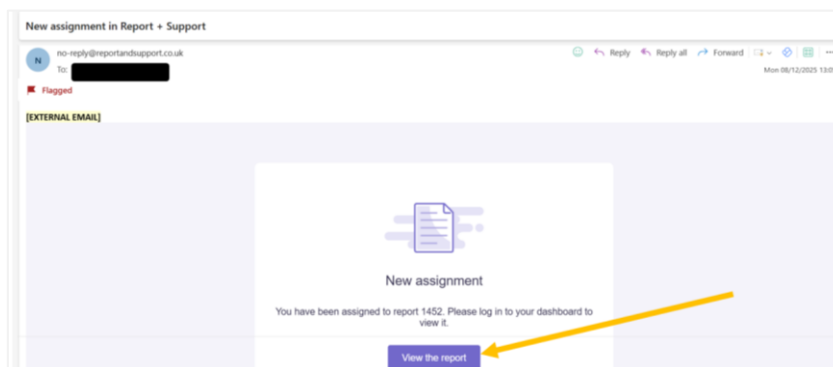 New assignment in Report + Support
N
no-reply@reportandsupport.co.uk
Reply Reply all Forward
To:
Mon 08/12/2025 13:05
Flagged
[EXTERNAL EMAIL]
New assignment
You have been assigned to report 1452. Please log in to your dashboard to
view it.
View the report